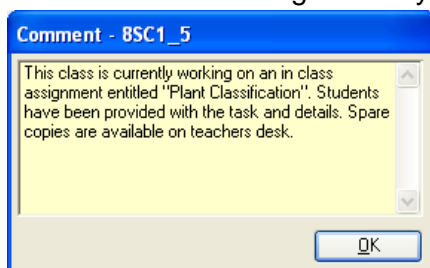 Comment - 8SC1_5
This class is currently working on an in class
assignment entitled "Plant Classification". Students
have been provided with the task and details. Spare
copies are available on teachers desk.
OK